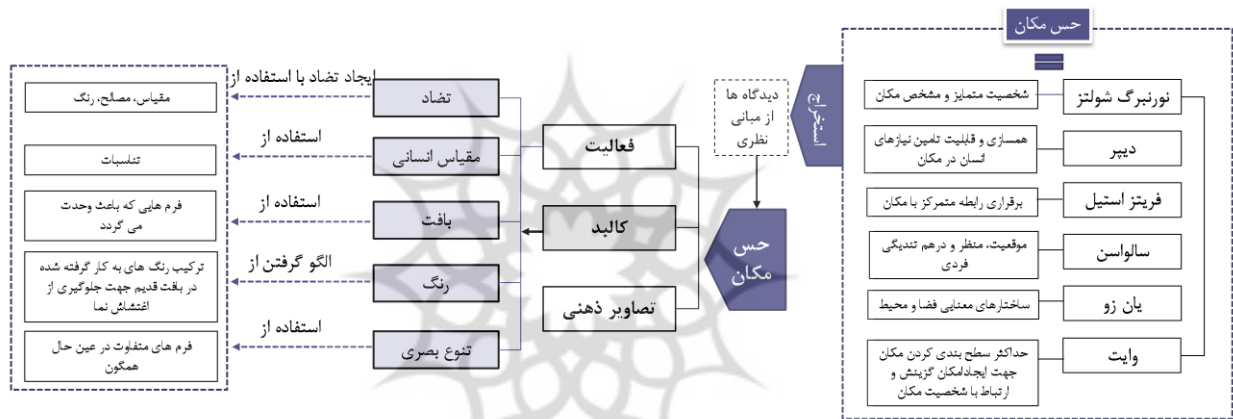 حس مکان
نورنبرگ شولتز
شخصیت متمایز و مشخص مکان
دیپر
همسازی و قابلیت تامین نیازهای
انسان در مکان
فریتز استیل
برقراری رابطه متمرکز با مکان
سالواسن
موقعیت، منظر و درهم تندیگی
فردی
یان زو
ساختارهای معنایی فضا و محیط
وایت
حداکثر سطح بندی کردن مکان
جهت ایجادامکان گزینش و
ارتباط با شخصیت مکان
استخراج
دیدگاه ها
از مبانی
نظری
حس
مکان
فعالیت
کالبد
تصاویر ذهنی
تضاد
ایجاد تضاد با استفاده از
مقیاس، مصالح، رنگ
مقیاس انسانی
استفاده از
تناسبات
بافت
استفاده از
فرم هایی که باعث وحدت
می گردد
رنگ
الگو گرفتن از
ترکیب رنگ های به کار گرفته شده
در بافت قدیم جهت جلوگیری از
اغتشاش نما
تنوع بصری
استفاده از
فرم های متفاوت در عین حال
همگون